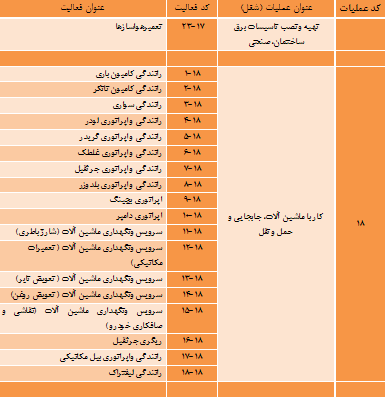 کد عملیات	عنوان عملیات (شغل)	کد فعالیت	عنوان فعالیت
تهیه ونصب تاسیسات برق ساختمان, صنعتی	۲۳-۱۷	تعمیرهواسازها
۱۸	کار با ماشین آلات، جابجایی و حمل و نقل	۱-۱۸	رانندگی کامیون باری
۲-۱۸	رانندگی کامیون تانکر
۳-۱۸	رانندگی سواری
۴-۱۸	رانندگی واپراتوری لودر
۵-۱۸	رانندگی واپراتوری گریدر
۶-۱۸	رانندگی واپراتوری غلطک
۷-۱۸	رانندگی واپراتوری جرثقیل
۸-۱۸	رانندگی واپراتوری بلدوزر
۹-۱۸	اپراتوری وچینگ
۱۰-۱۸	اپراتوری دامپر
۱۱-۱۸	سرویس ونگهداری ماشین آلات (شارژباطری)
۱۲-۱۸	سرویس ونگهداری ماشین آلات ( تعمیرات
مکانیکی)
۱۳-۱۸	سرویس ونگهداری ماشین آلات (تعویض تایر)
۱۴-۱۸	سرویس ونگهداری ماشین آلات (تعویض روغن)
۱۵-۱۸	سرویس ونگهداری ماشین آلات (نقاشی و
صافکاری خودرو)
۱۶-۱۸	ریگری جرثقیل
۱۷-۱۸	رانندگی واپراتوری بیل مکانیکی
۱۸-۱۸	رانندگی لیفتراک